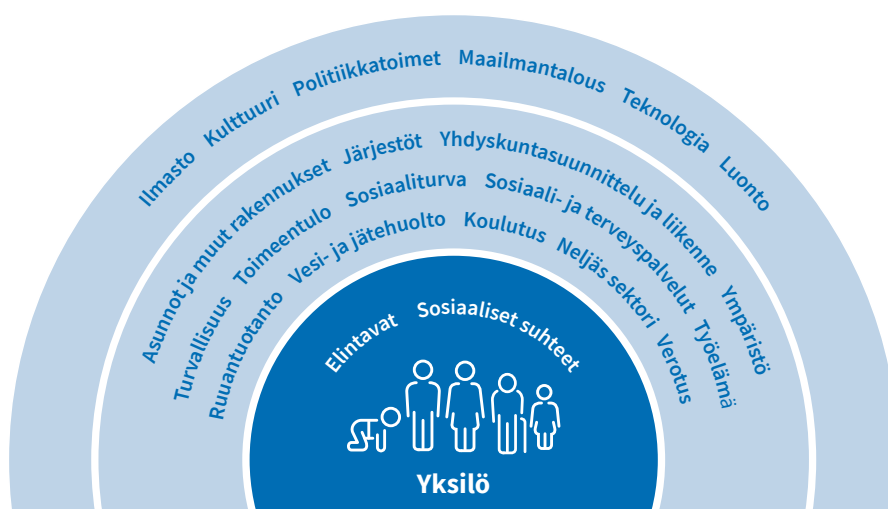 Ilmasto Kulttuuri Politiikkatoimet Maailmantalous Teknologia Luonto
Asunnot ja muut rakennukset Järjestöt Yhdyskuntasuunnittelu ja liikenne Ympäristö
Turvallisuus Toimeentulo Sosiaaliturva Sosiaali- ja terveyspalvelut Työelämä
Ruuantuotanto Vesi- ja jätehuolto Koulutus Neljäs sektori Verotus
Elintavat Sosiaaliset suhteet
Yksilö